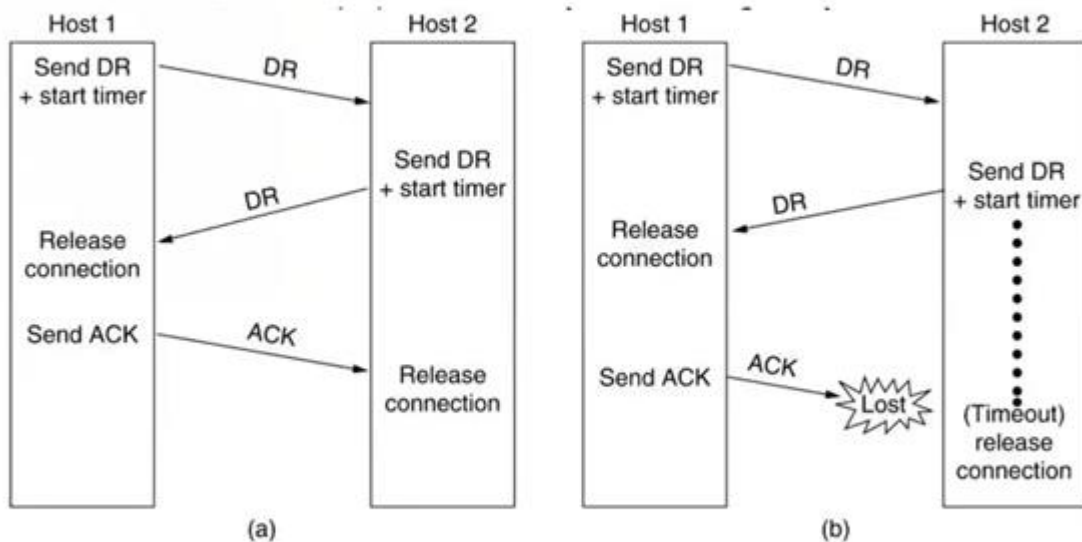 Host 1
Host 2
Send DR
+ start timer
DR
Send DR
+ start timer
DR
Release
connection
Send ACK
ACK
Release
connection
(a)
Host 1
Host 2
Send DR
+ start timer
DR
Send DR
+ start timer
DR
Release
connection
Send ACK
ACK
Lost
(Timeout)
release
connection
(b)